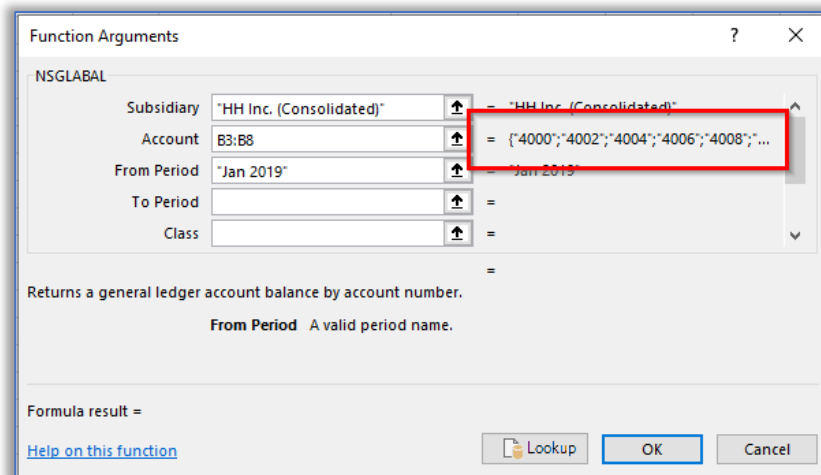 Function Arguments ? ×
NSGLABAL
Subsidiary "HH Inc. (Consolidated)" = "HH Inc. (Consolidated)"
Account B3:B8 = {"4000";"4002";"4004";"4006";"4008";"...
From Period "Jan 2019" = "Jan 2019"
To Period =
Class =
=
Returns a general ledger account balance by account number.
From Period A valid period name.
Formula result =
Help on this function Lookup OK Cancel